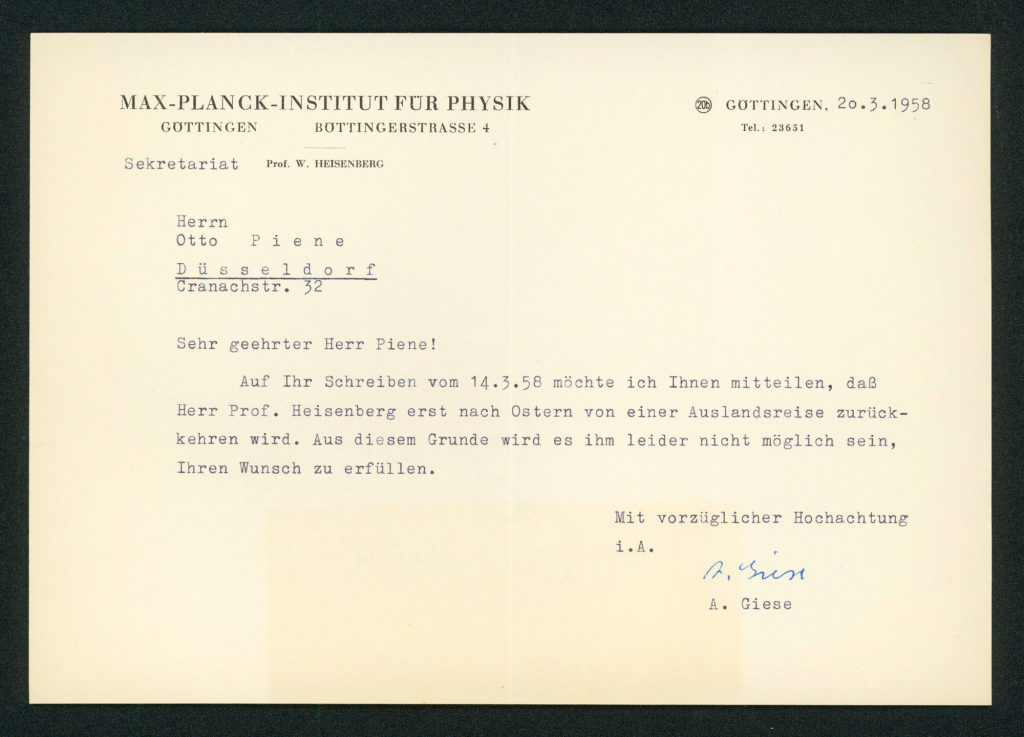 MAX-PLANCK-INSTITUT FÜR PHYSIK
GÖTTINGEN BÖTTINGERSTRASSE 4
20b GÖTTINGEN, 2o.3.1958
Tel.: 23651
Sekretariat Prof. W. HEISENBERG
Herrn
Otto P i e n e
D ü s s e l d o r f
Cranachstr. 32
Sehr geehrter Herr Piene!
Auf Ihr Schreiben vom 14.3.58 möchte ich Ihnen mitteilen, daß
Herr Prof. Heisenberg erst nach Ostern von einer Auslandsreise zurück-
kehren wird. Aus diesem Grunde wird es ihm leider nicht möglich sein,
Ihren Wunsch zu erfüllen.
Mit vorzüglicher Hochachtung
i.A.
A. Giese
A. Giese